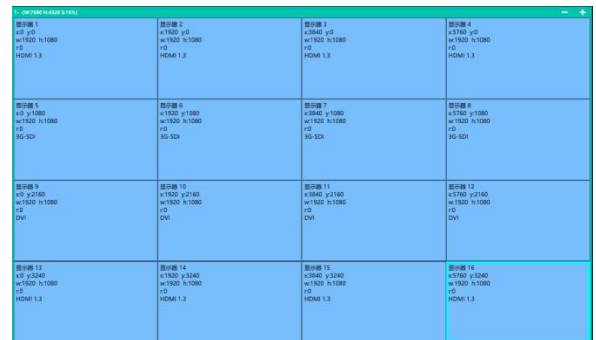 1- -(W:7680 H:4320 S:16%)
显示器 1
x:0 y:0
w:1920 h:1080
r:0
HDMI 1.3
显示器 2
x:1920 y:0
w:1920 h:1080
r:0
HDMI 1.3
显示器 3
x:3840 y:0
w:1920 h:1080
r:0
HDMI 1.3
显示器 4
x:5760 y:0
w:1920 h:1080
r:0
HDMI 1.3
显示器 5
x:0 y:1080
w:1920 h:1080
r:0
3G-SDI
显示器 6
x:1920 y:1080
w:1920 h:1080
r:0
3G-SDI
显示器 7
x:3840 y:1080
w:1920 h:1080
r:0
3G-SDI
显示器 8
x:5760 y:1080
w:1920 h:1080
r:0
3G-SDI
显示器 9
x:0 y:2160
w:1920 h:1080
r:0
DVI
显示器 10
x:1920 y:2160
w:1920 h:1080
r:0
DVI
显示器 11
x:3840 y:2160
w:1920 h:1080
r:0
DVI
显示器 12
x:5760 y:2160
w:1920 h:1080
r:0
DVI
显示器 13
x:0 y:3240
w:1920 h:1080
r:0
HDMI 1.3
显示器 14
x:1920 y:3240
w:1920 h:1080
r:0
HDMI 1.3
显示器 15
x:3840 y:3240
w:1920 h:1080
r:0
HDMI 1.3
显示器 16
x:5760 y:3240
w:1920 h:1080
r:0
HDMI 1.3